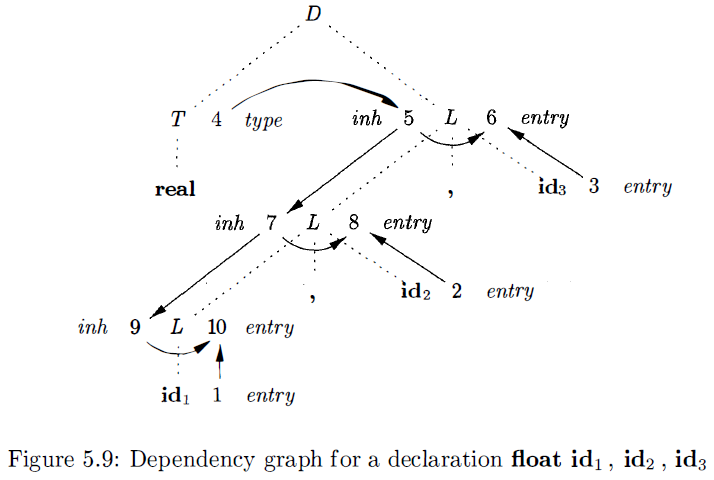 D
T 4 type inh 5 L 6 entry
real , id₃ 3 entry
inh 7 L 8 entry
, id₂ 2 entry
inh 9 L 10 entry
id₁ 1 entry
Figure 5.9: Dependency graph for a declaration float id₁ , id₂ , id₃